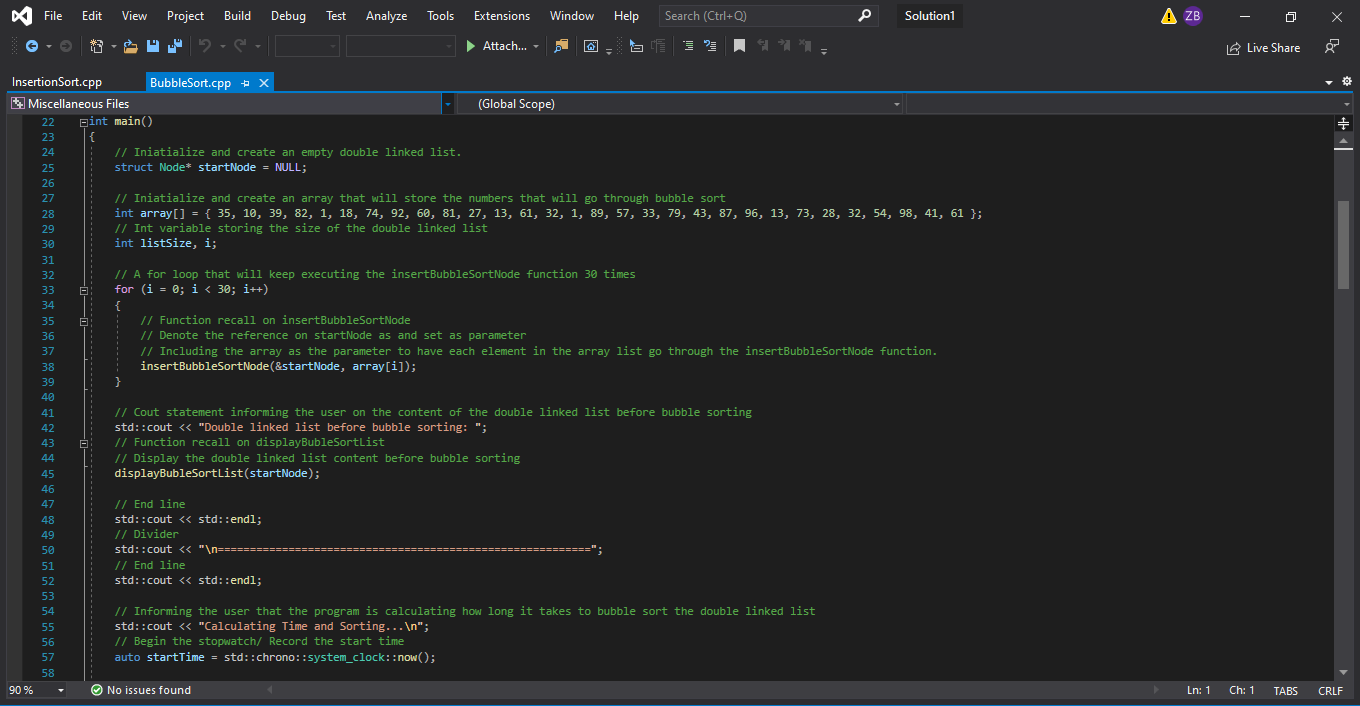 File Edit View Project Build Debug Test Analyze Tools Extensions Window Help Search (Ctrl+Q) Solution1 ZB
Attach... Live Share
InsertionSort.cpp BubbleSort.cpp
Miscellaneous Files (Global Scope)
22 int main()
23 {
24 // Iniatialize and create an empty double linked list.
25 struct Node* startNode = NULL;
26
27 // Iniatialize and create an array that will store the numbers that will go through bubble sort
28 int array[] = { 35, 10, 39, 82, 1, 18, 74, 92, 60, 81, 27, 13, 61, 32, 1, 89, 57, 33, 79, 43, 87, 96, 13, 73, 28, 32, 54, 98, 41, 61 };
29 // Int variable storing the size of the double linked list
30 int listSize, i;
31
32 // A for loop that will keep executing the insertBubbleSortNode function 30 times
33 for (i = 0; i < 30; i++)
34 {
35 // Function recall on insertBubbleSortNode
36 // Denote the reference on startNode as and set as parameter
37 // Including the array as the parameter to have each element in the array list go through the insertBubbleSortNode function.
38 insertBubbleSortNode(&startNode, array[i]);
39 }
40
41 // Cout statement informing the user on the content of the double linked list before bubble sorting
42 std::cout << "Double linked list before bubble sorting: ";
43 // Function recall on displayBubleSortList
44 // Display the double linked list content before bubble sorting
45 displayBubleSortList(startNode);
46
47 // End line
48 std::cout << std::endl;
49 // Divider
50 std::cout << "\n==========================================================";
51 // End line
52 std::cout << std::endl;
53
54 // Informing the user that the program is calculating how long it takes to bubble sort the double linked list
55 std::cout << "Calculating Time and Sorting...\n";
56 // Begin the stopwatch/ Record the start time
57 auto startTime = std::chrono::system_clock::now();
58
90 % No issues found Ln: 1 Ch: 1 TABS CRLF